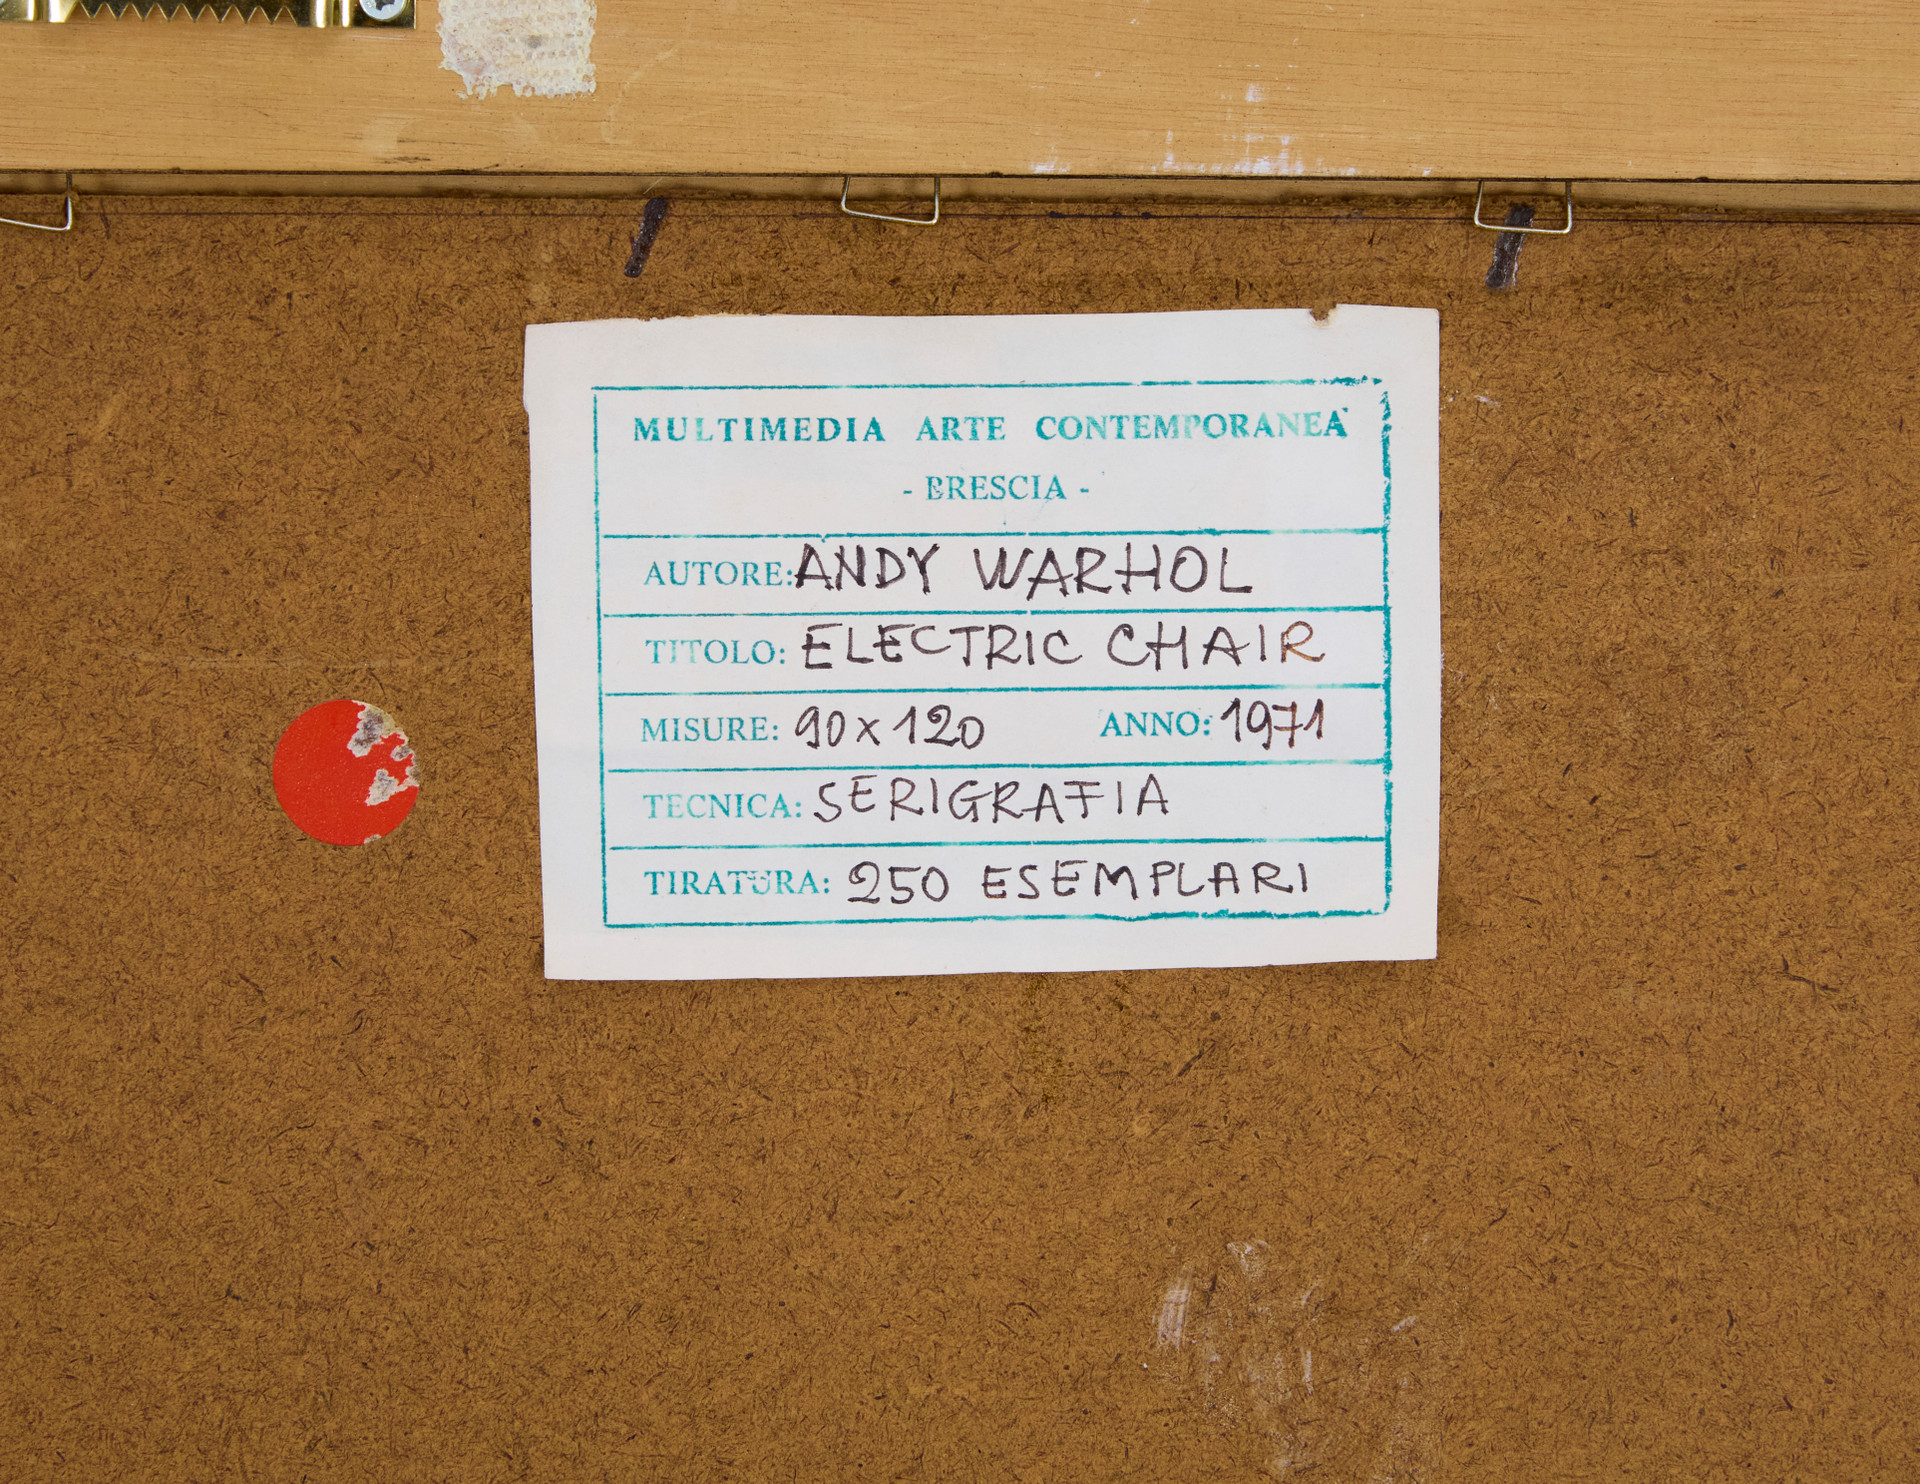 MULTIMEDIA ARTE CONTEMPORANEA
- BRESCIA -
AUTORE: ANDY WARHOL
TITOLO: ELECTRIC CHAIR
MISURE: 90 x 120 ANNO: 1971
TECNICA: SERIGRAFIA
TIRATURA: 250 ESEMPLARI